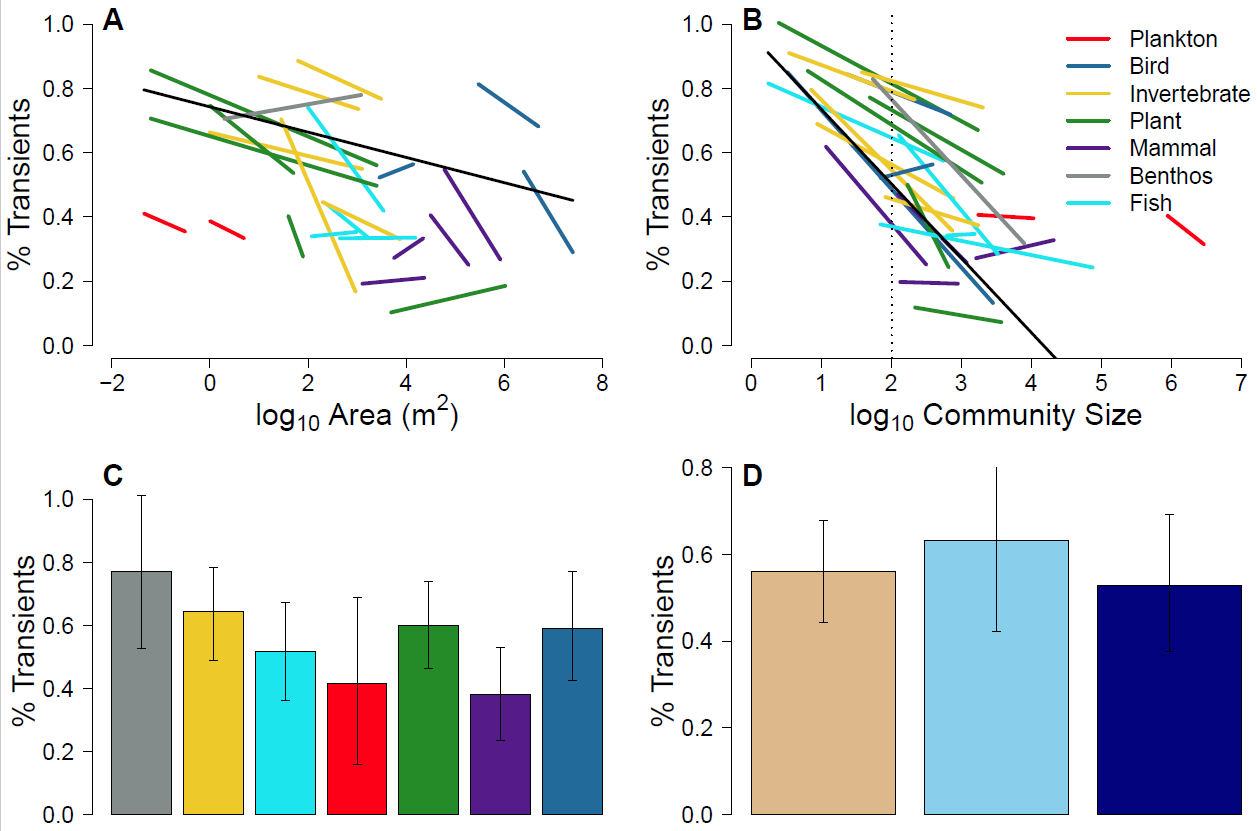 A
% Transients
1.0
0.8
0.6
0.4
0.2
0.0
−2 0 2 4 6 8
log10 Area (m2)
B
% Transients
1.0
0.8
0.6
0.4
0.2
0.0
0 1 2 3 4 5 6 7
log10 Community Size
Plankton
Bird
Invertebrate
Plant
Mammal
Benthos
Fish
C
% Transients
1.0
0.8
0.6
0.4
0.2
0.0
D
% Transients
0.8
0.6
0.4
0.2
0.0